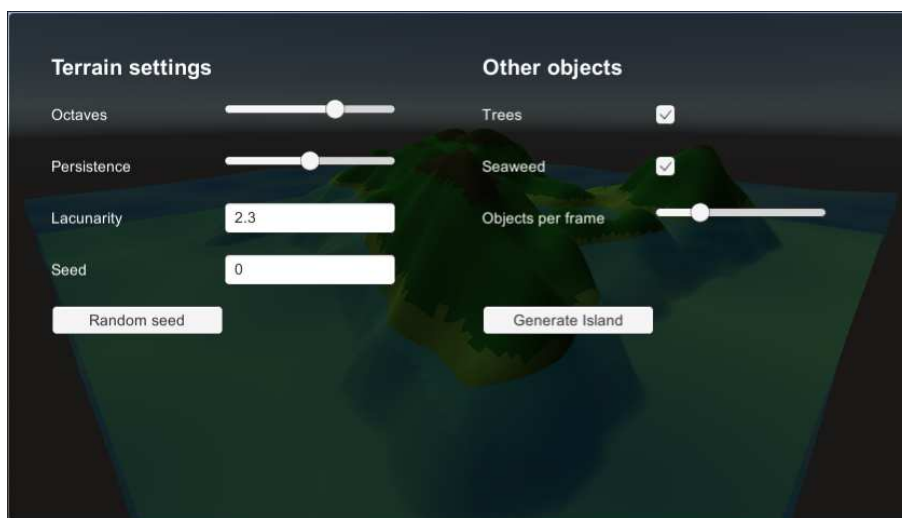 Terrain settings
Octaves
Persistence
Lacunarity
2.3
Seed
0
Random seed
Other objects
Trees
Seaweed
Objects per frame
Generate Island